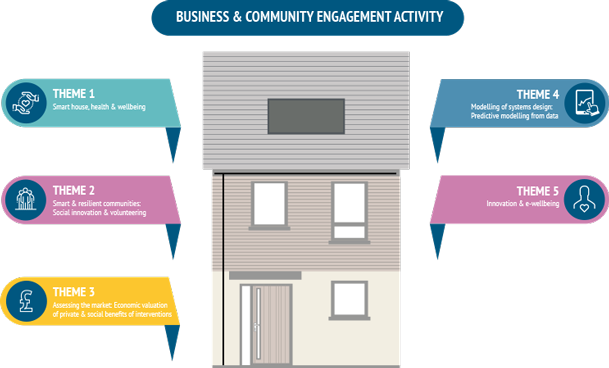 BUSINESS & COMMUNITY ENGAGEMENT ACTIVITY
THEME 1
Smart house, health & wellbeing
THEME 2
Smart & resilient communities:
Social innovation & volunteering
THEME 3
Assessing the market: Economic valuation
of private & social benefits of interventions
THEME 4
Modelling of systems design:
Predictive modelling from data
THEME 5
Innovation & e-wellbeing